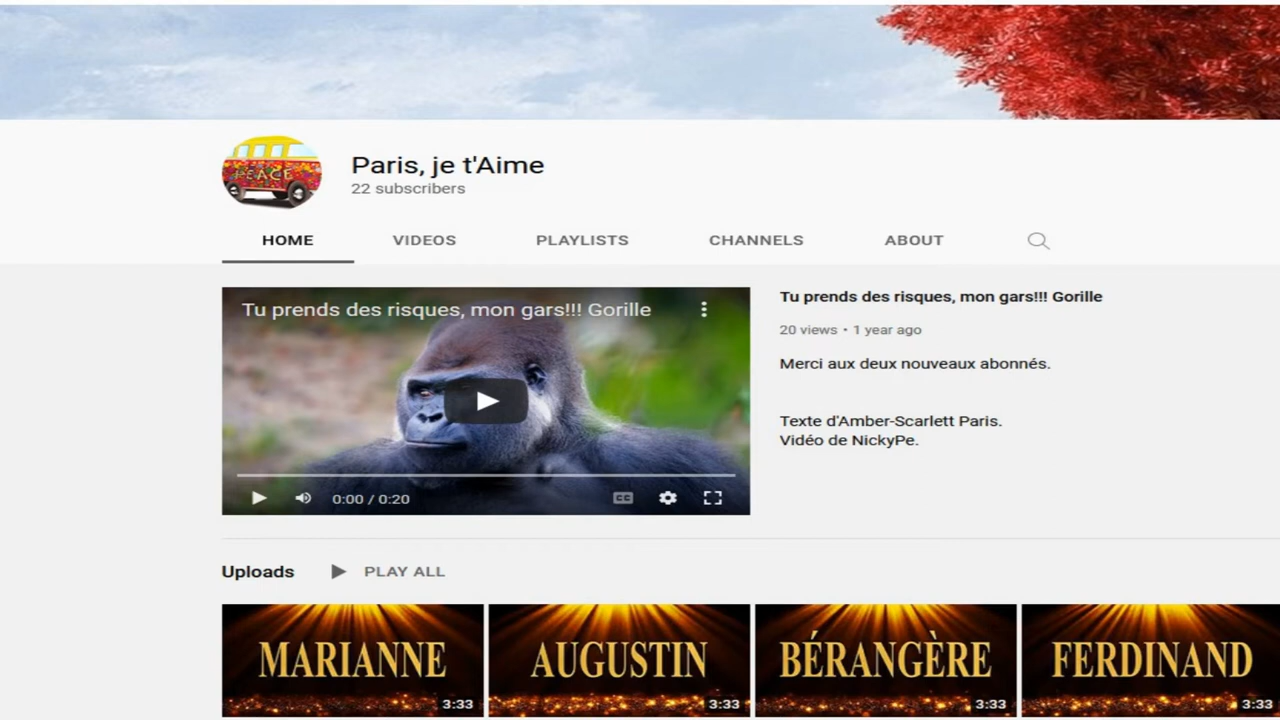 PEACE
Paris, je t'Aime
22 subscribers
HOME VIDEOS PLAYLISTS CHANNELS ABOUT
Tu prends des risques, mon gars!!! Gorille
0:00 / 0:20
CC
Tu prends des risques, mon gars!!! Gorille
20 views • 1 year ago
Merci aux deux nouveaux abonnés.
Texte d'Amber-Scarlett Paris.
Vidéo de NickyPe.
Uploads PLAY ALL
MARIANNE
3:33
AUGUSTIN
3:33
BÉRANGÈRE
3:33
FERDINAND
3:33